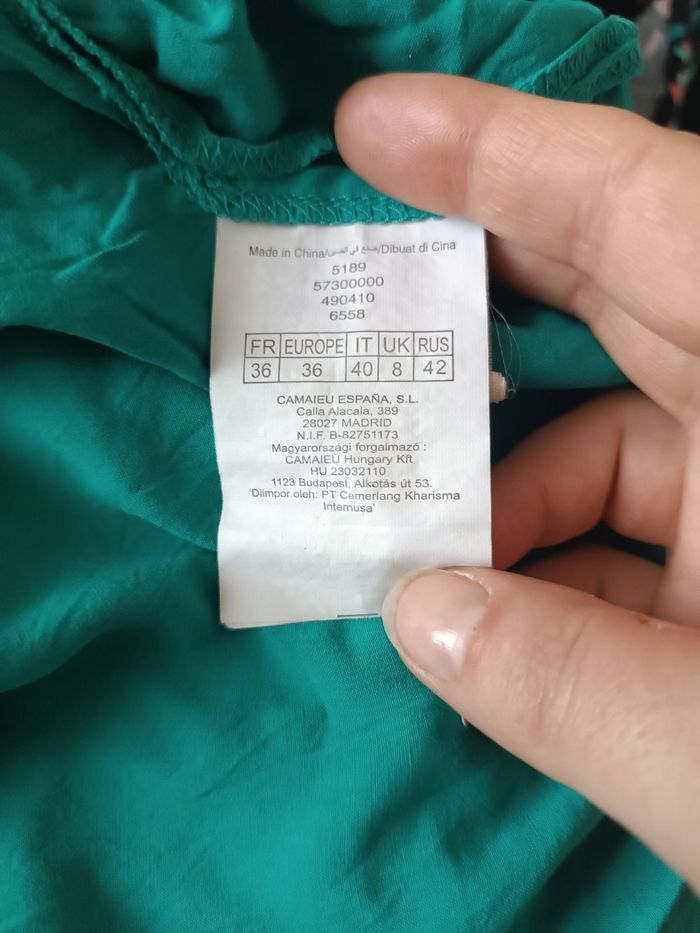 Made in China/صنع في الصين/Dibuat di Cina
5189
57300000
490410
6558
FR EUROPE IT UK RUS
36 36 40 8 42
CAMAIEU ESPAÑA, S.L.
Calla Alacala, 389
28027 MADRID
N.I.F. B-82751173
Magyarországi forgalmazó :
CAMAIEU Hungary Kft
HU 23032110
1123 Budapest, Alkotás út 53.
'Diimpor oleh: PT Cemerlang Kharisma
Internusa'